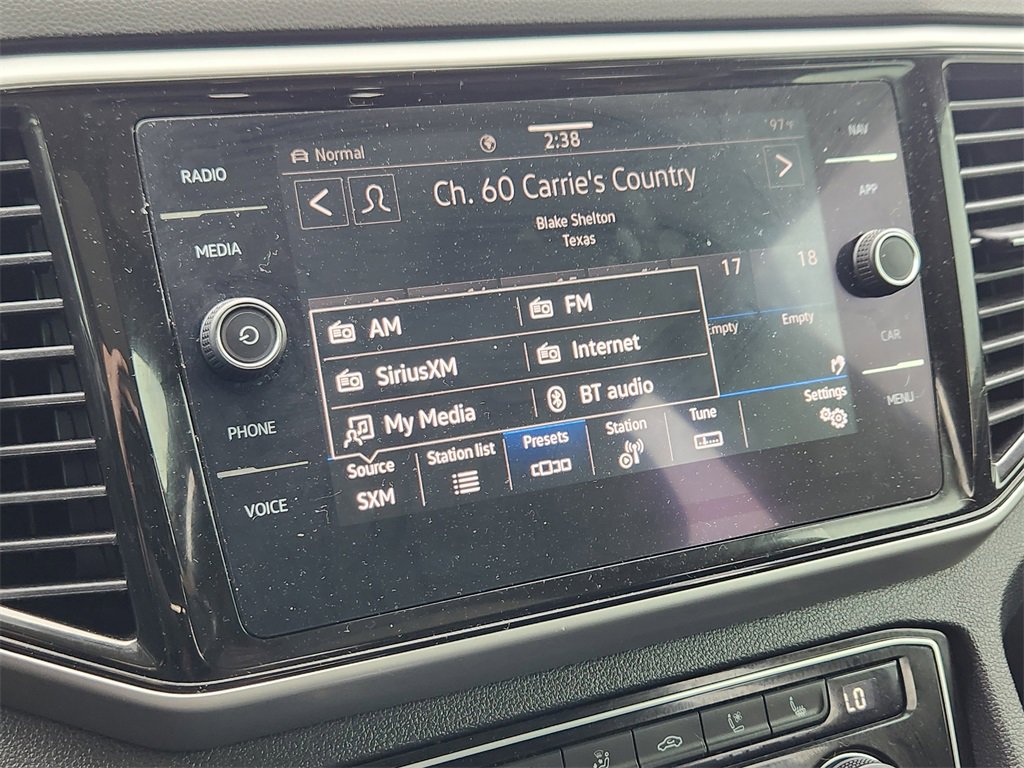 Normal
2:38
97°F
RADIO
MEDIA
PHONE
VOICE
NAV
APP
CAR
MENU
Ch. 60 Carrie's Country
Blake Shelton
Texas
17
18
Empty
Empty
AM
FM
SiriusXM
Internet
My Media
BT audio
Source
SXM
Station list
Presets
Station
Tune
Settings
LO